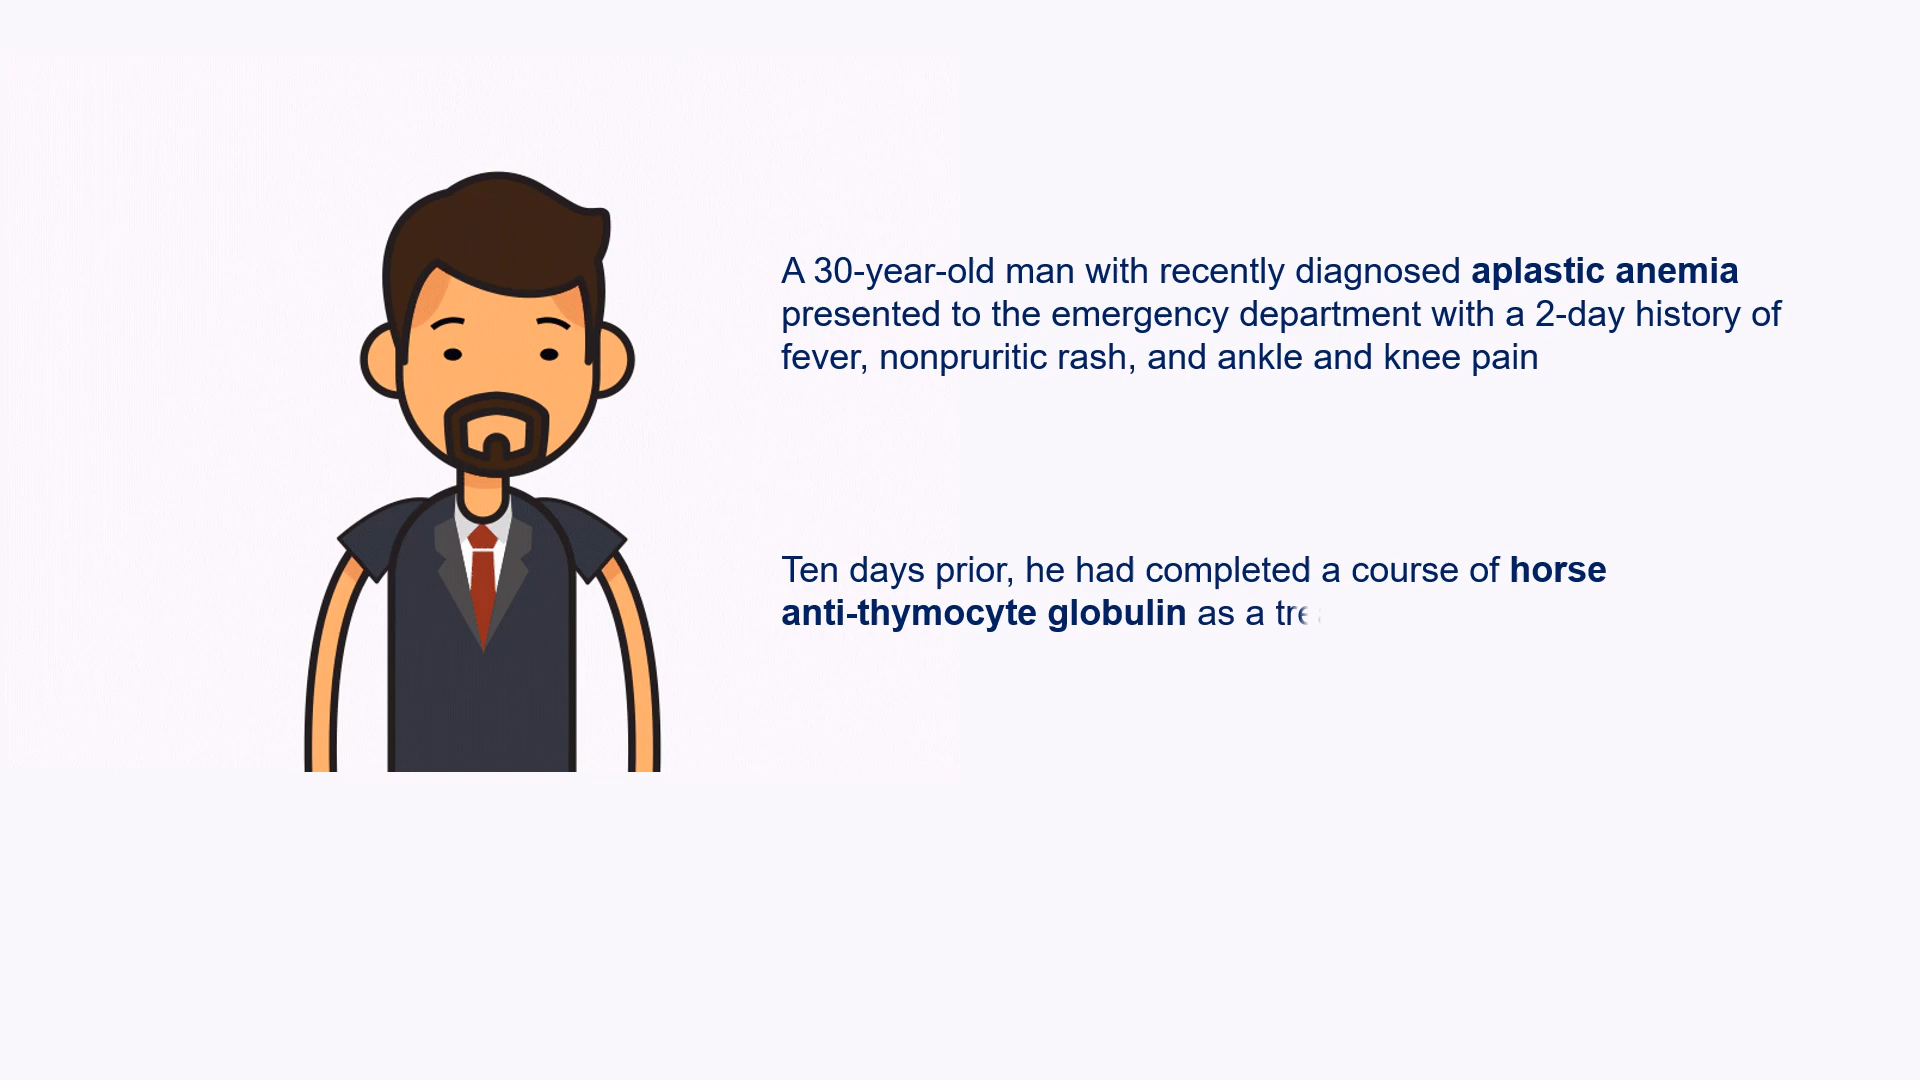 A 30-year-old man with recently diagnosed aplastic anemia
presented to the emergency department with a 2-day history of
fever, nonpruritic rash, and ankle and knee pain
Ten days prior, he had completed a course of horse
anti-thymocyte globulin as a